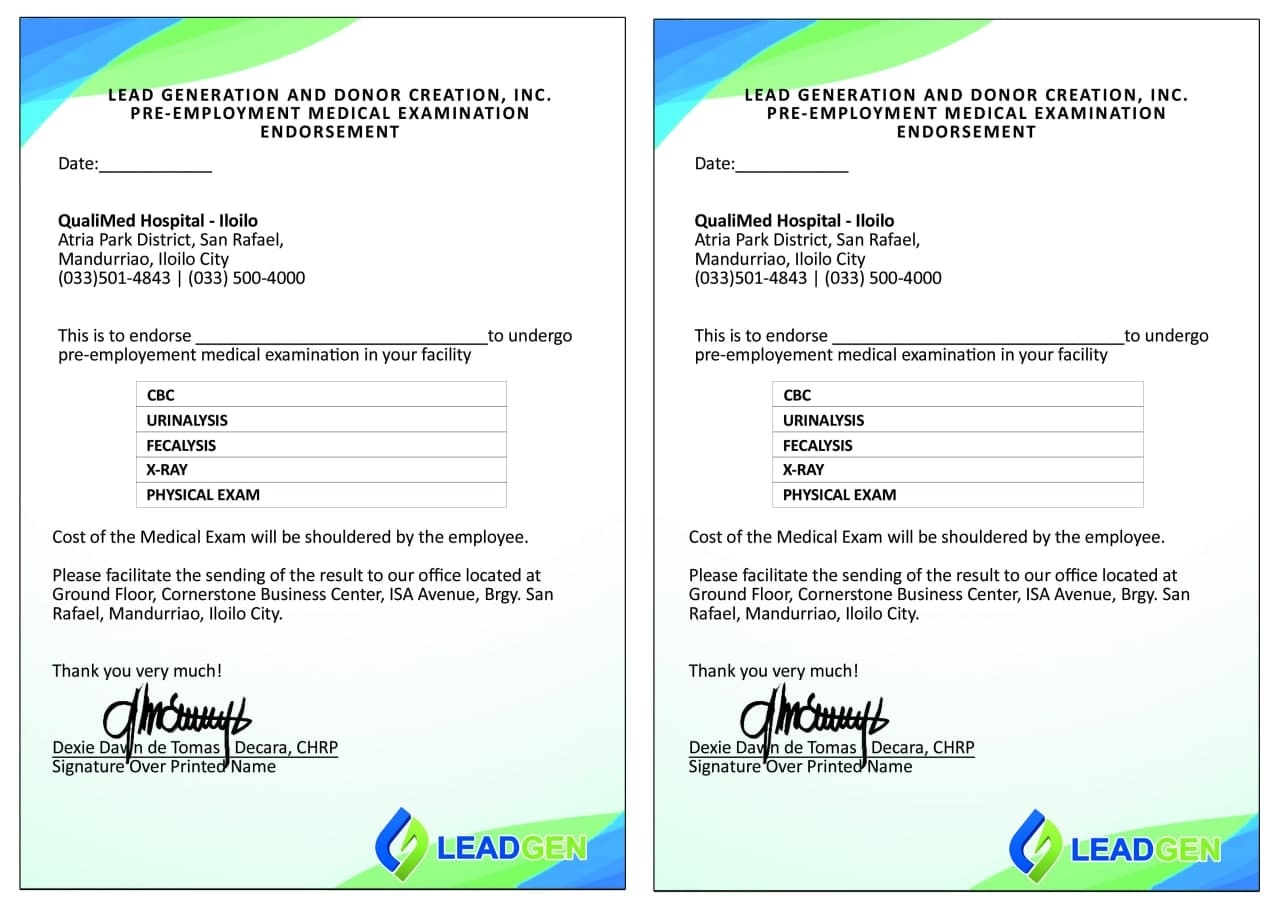 LEAD GENERATION AND DONOR CREATION, INC.
PRE-EMPLOYMENT MEDICAL EXAMINATION
ENDORSEMENT
Date:_____________
QualiMed Hospital - Iloilo
Atria Park District, San Rafael,
Mandurriao, Iloilo City
(033)501-4843 | (033) 500-4000
This is to endorse __________________________________to undergo
pre-employement medical examination in your facility
CBC
URINALYSIS
FECALYSIS
X-RAY
PHYSICAL EXAM
Cost of the Medical Exam will be shouldered by the employee.
Please facilitate the sending of the result to our office located at
Ground Floor, Cornerstone Business Center, ISA Avenue, Brgy. San
Rafael, Mandurriao, Iloilo City.
Thank you very much!
Dexie Dawn de Tomas Decara, CHRP
Signature Over Printed Name
LEADGEN
LEAD GENERATION AND DONOR CREATION, INC.
PRE-EMPLOYMENT MEDICAL EXAMINATION
ENDORSEMENT
Date:_____________
QualiMed Hospital - Iloilo
Atria Park District, San Rafael,
Mandurriao, Iloilo City
(033)501-4843 | (033) 500-4000
This is to endorse __________________________________to undergo
pre-employement medical examination in your facility
CBC
URINALYSIS
FECALYSIS
X-RAY
PHYSICAL EXAM
Cost of the Medical Exam will be shouldered by the employee.
Please facilitate the sending of the result to our office located at
Ground Floor, Cornerstone Business Center, ISA Avenue, Brgy. San
Rafael, Mandurriao, Iloilo City.
Thank you very much!
Dexie Dawn de Tomas Decara, CHRP
Signature Over Printed Name
LEADGEN